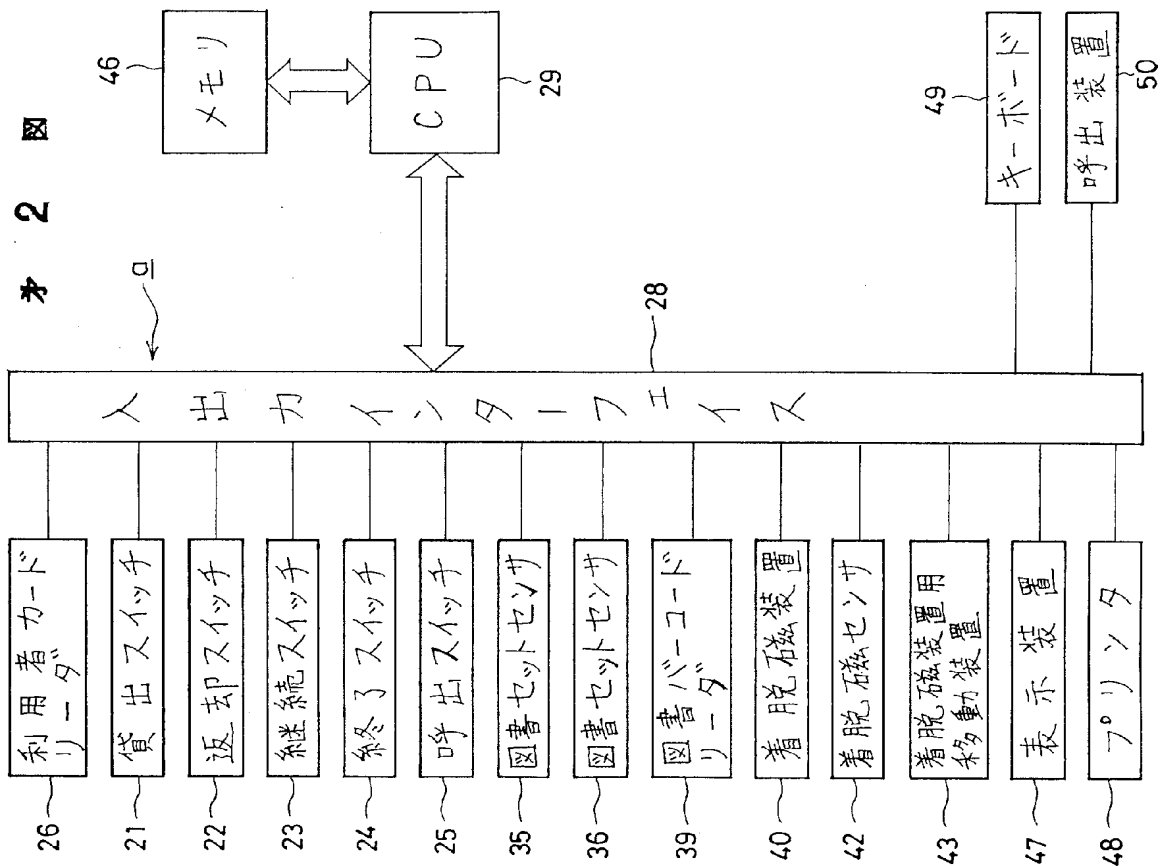 才 2 図
a
46
メモリ
CPU
29
入出力インターフェイス
28
利用者カード
リーダ
26
貸出スイッチ
21
返却スイッチ
22
継続スイッチ
23
終了スイッチ
24
呼出スイッチ
25
図書セットセンサ
35
図書セットセンサ
36
図書バーコード
リーダ
39
着脱磁装置
40
着脱磁センサ
42
着脱磁装置用
移動装置
43
表示装置
47
プリンタ
48
キーボード
49
呼出装置
50